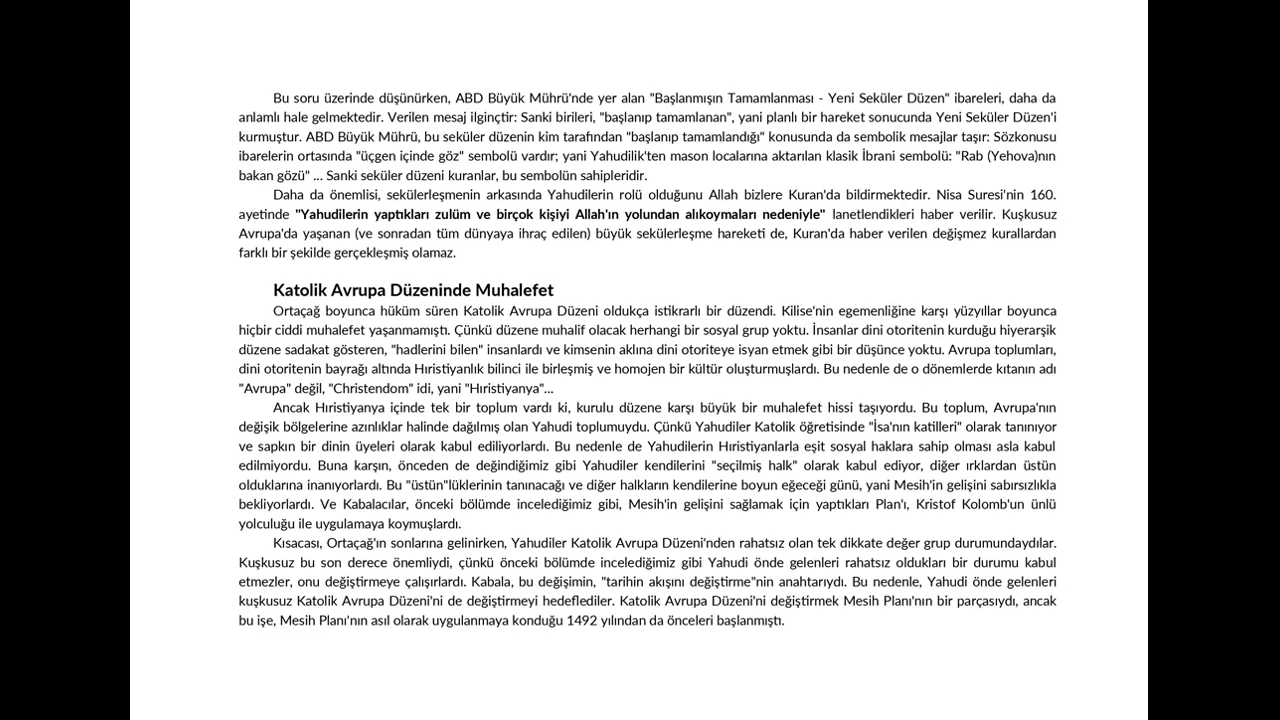 Bu soru üzerinde düşünürken, ABD Büyük Mührü'nde yer alan "Başlanmışın Tamamlanması - Yeni Seküler Düzen" ibareleri, daha da
anlamlı hale gelmektedir. Verilen mesaj ilginçtir: Sanki birileri, "başlanıp tamamlanan", yani planlı bir hareket sonucunda Yeni Seküler Düzen'i
kurmuştur. ABD Büyük Mührü, bu seküler düzenin kim tarafından "başlanıp tamamlandığı" konusunda da sembolik mesajlar taşır: Sözkonusu
ibarelerin ortasında "üçgen içinde göz" sembolü vardır; yani Yahudilik'ten mason localarına aktarılan klasik İbrani sembolü: "Rab (Yehova)nın
bakan gözü" ... Sanki seküler düzeni kuranlar, bu sembolün sahipleridir.
Daha da önemlisi, sekülerleşmenin arkasında Yahudilerin rolü olduğunu Allah bizlere Kuran'da bildirmektedir. Nisa Suresi'nin 160.
ayetinde "Yahudilerin yaptıkları zulüm ve birçok kişiyi Allah'ın yolundan alıkoymaları nedeniyle" lanetlendikleri haber verilir. Kuşkusuz
Avrupa'da yaşanan (ve sonradan tüm dünyaya ihraç edilen) büyük sekülerleşme hareketi de, Kuran'da haber verilen değişmez kurallardan
farklı bir şekilde gerçekleşmiş olamaz.
Katolik Avrupa Düzeninde Muhalefet
Ortaçağ boyunca hüküm süren Katolik Avrupa Düzeni oldukça istikrarlı bir düzendi. Kilise'nin egemenliğine karşı yüzyıllar boyunca
hiçbir ciddi muhalefet yaşanmamıştı. Çünkü düzene muhalif olacak herhangi bir sosyal grup yoktu. İnsanlar dini otoritenin kurduğu hiyerarşik
düzene sadakat gösteren, "hadlerini bilen" insanlardı ve kimsenin aklına dini otoriteye isyan etmek gibi bir düşünce yoktu. Avrupa toplumları,
dini otoritenin bayrağı altında Hıristiyanlık bilinci ile birleşmiş ve homojen bir kültür oluşturmuşlardı. Bu nedenle de o dönemlerde kıtanın adı
"Avrupa" değil, "Christendom" idi, yani "Hıristiyanya"...
Ancak Hıristiyanya içinde tek bir toplum vardı ki, kurulu düzene karşı büyük bir muhalefet hissi taşıyordu. Bu toplum, Avrupa'nın
değişik bölgelerine azınlıklar halinde dağılmış olan Yahudi toplumuydu. Çünkü Yahudiler Katolik öğretisinde "İsa'nın katilleri" olarak tanınıyor
ve sapkın bir dinin üyeleri olarak kabul ediliyorlardı. Bu nedenle de Yahudilerin Hıristiyanlarla eşit sosyal haklara sahip olması asla kabul
edilmiyordu. Buna karşın, önceden de değindiğimiz gibi Yahudiler kendilerini "seçilmiş halk" olarak kabul ediyor, diğer ırklardan üstün
olduklarına inanıyorlardı. Bu "üstün"lüklerinin tanınacağı ve diğer halkların kendilerine boyun eğeceği günü, yani Mesih'in gelişini sabırsızlıkla
bekliyorlardı. Ve Kabalacılar, önceki bölümde incelediğimiz gibi, Mesih'in gelişini sağlamak için yaptıkları Plan'ı, Kristof Kolomb'un ünlü
yolculuğu ile uygulamaya koymuşlardı.
Kısacası, Ortaçağ'ın sonlarına gelinirken, Yahudiler Katolik Avrupa Düzeni'nden rahatsız olan tek dikkate değer grup durumundaydılar.
Kuşkusuz bu son derece önemliydi, çünkü önceki bölümde incelediğimiz gibi Yahudi önde gelenleri rahatsız oldukları bir durumu kabul
etmezler, onu değiştirmeye çalışırlardı. Kabala, bu değişimin, "tarihin akışını değiştirme"nin anahtarıydı. Bu nedenle, Yahudi önde gelenleri
kuşkusuz Katolik Avrupa Düzeni'ni de değiştirmeyi hedeflediler. Katolik Avrupa Düzeni'ni değiştirmek Mesih Planı'nın bir parçasıydı, ancak
bu işe, Mesih Planı'nın asıl olarak uygulanmaya konduğu 1492 yılından da önceleri başlanmıştı.